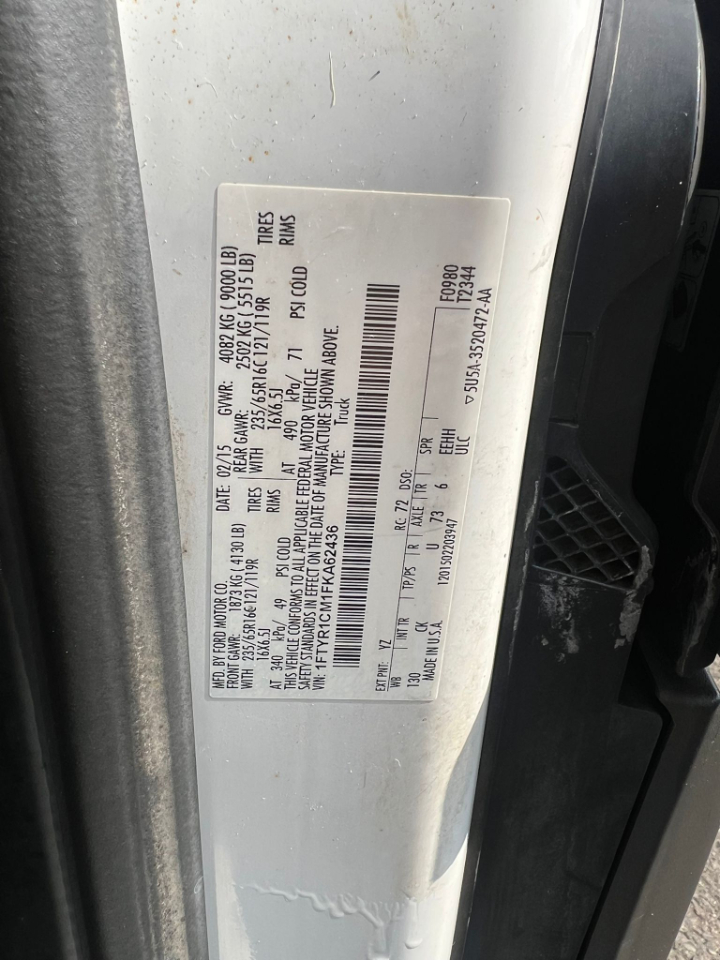 MFD. BY FORD MOTOR CO. DATE: 02/15 GVWR: 4082 KG ( 9000 LB)
FRONT GAWR: 1873 KG ( 4130 LB) REAR GAWR: 2502 KG ( 5515 LB)
WITH 235/65R16C 121/119R TIRES WITH 235/65R16C 121/119R TIRES
16X6.5J RIMS 16X6.5J RIMS
AT 340 kPa/ 49 PSI COLD AT 490 kPa/ 71 PSI COLD
THIS VEHICLE CONFORMS TO ALL APPLICABLE FEDERAL MOTOR VEHICLE
SAFETY STANDARDS IN EFFECT ON THE DATE OF MANUFACTURE SHOWN ABOVE.
VIN: 1FTYR1CM1FKA62436 TYPE: Truck
EXT PNT: YZ RC: 72 DSO: F0980
WB INT TR TP/PS R AXLE TR SPR T2344
130 CK U 73 6 EEHH
MADE IN U.S.A. 1201502203947 ULC ▽5U5A-3520472-AA